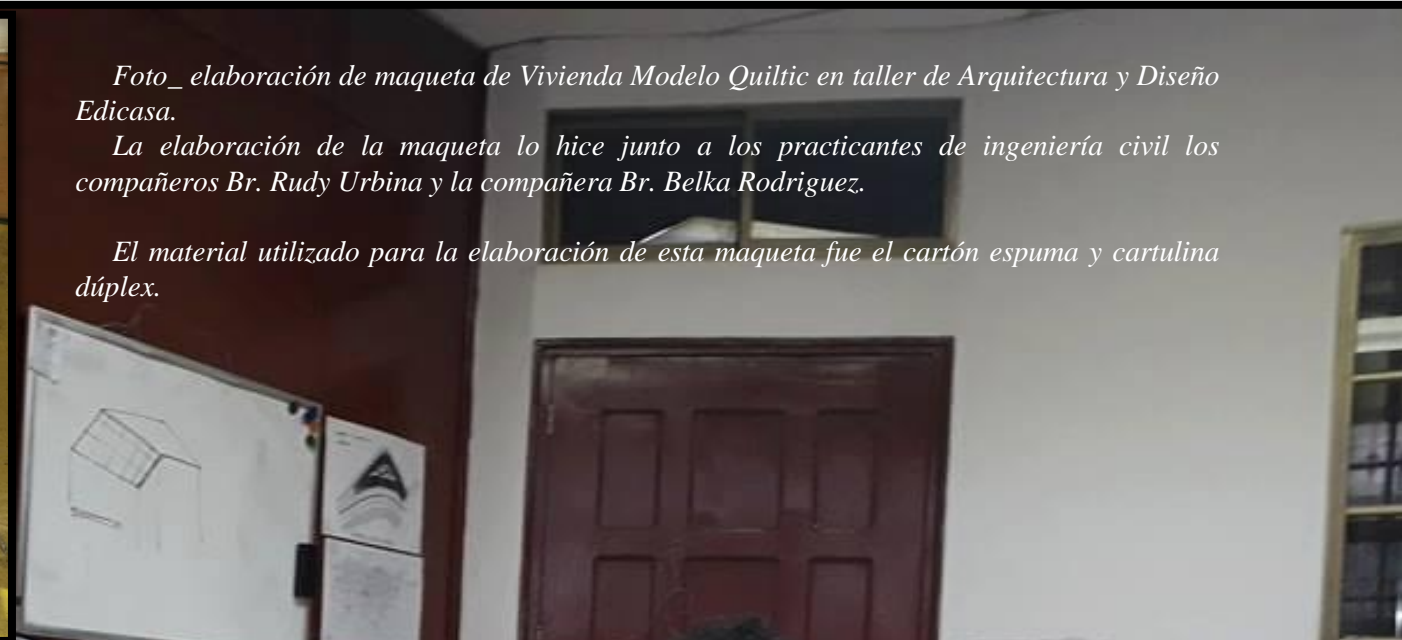 Foto_ elaboración de maqueta de Vivienda Modelo Quiltic en taller de Arquitectura y Diseño
Edicasa.
La elaboración de la maqueta lo hice junto a los practicantes de ingeniería civil los
compañeros Br. Rudy Urbina y la compañera Br. Belka Rodriguez.
El material utilizado para la elaboración de esta maqueta fue el cartón espuma y cartulina
dúplex.